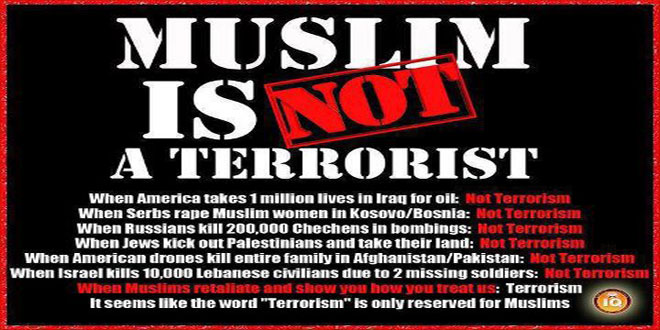 MUSLIM
IS NOT
A TERRORIST
When America takes 1 million lives in Iraq for oil: Not Terrorism
When Serbs rape Muslim women in Kosovo/Bosnia: Not Terrorism
When Russians kill 200,000 Chechens in bombings: Not Terrorism
When Jews kick out Palestinians and take their land: Not Terrorism
When American drones kill entire family in Afghanistan/Pakistan: Not Terrorism
When Israel kills 10,000 Lebanese civilians due to 2 missing soldiers: Not Terrorism
When Muslims retaliate and show you how you treat us: Terrorism
It seems like the word "Terrorism" is only reserved for Muslims